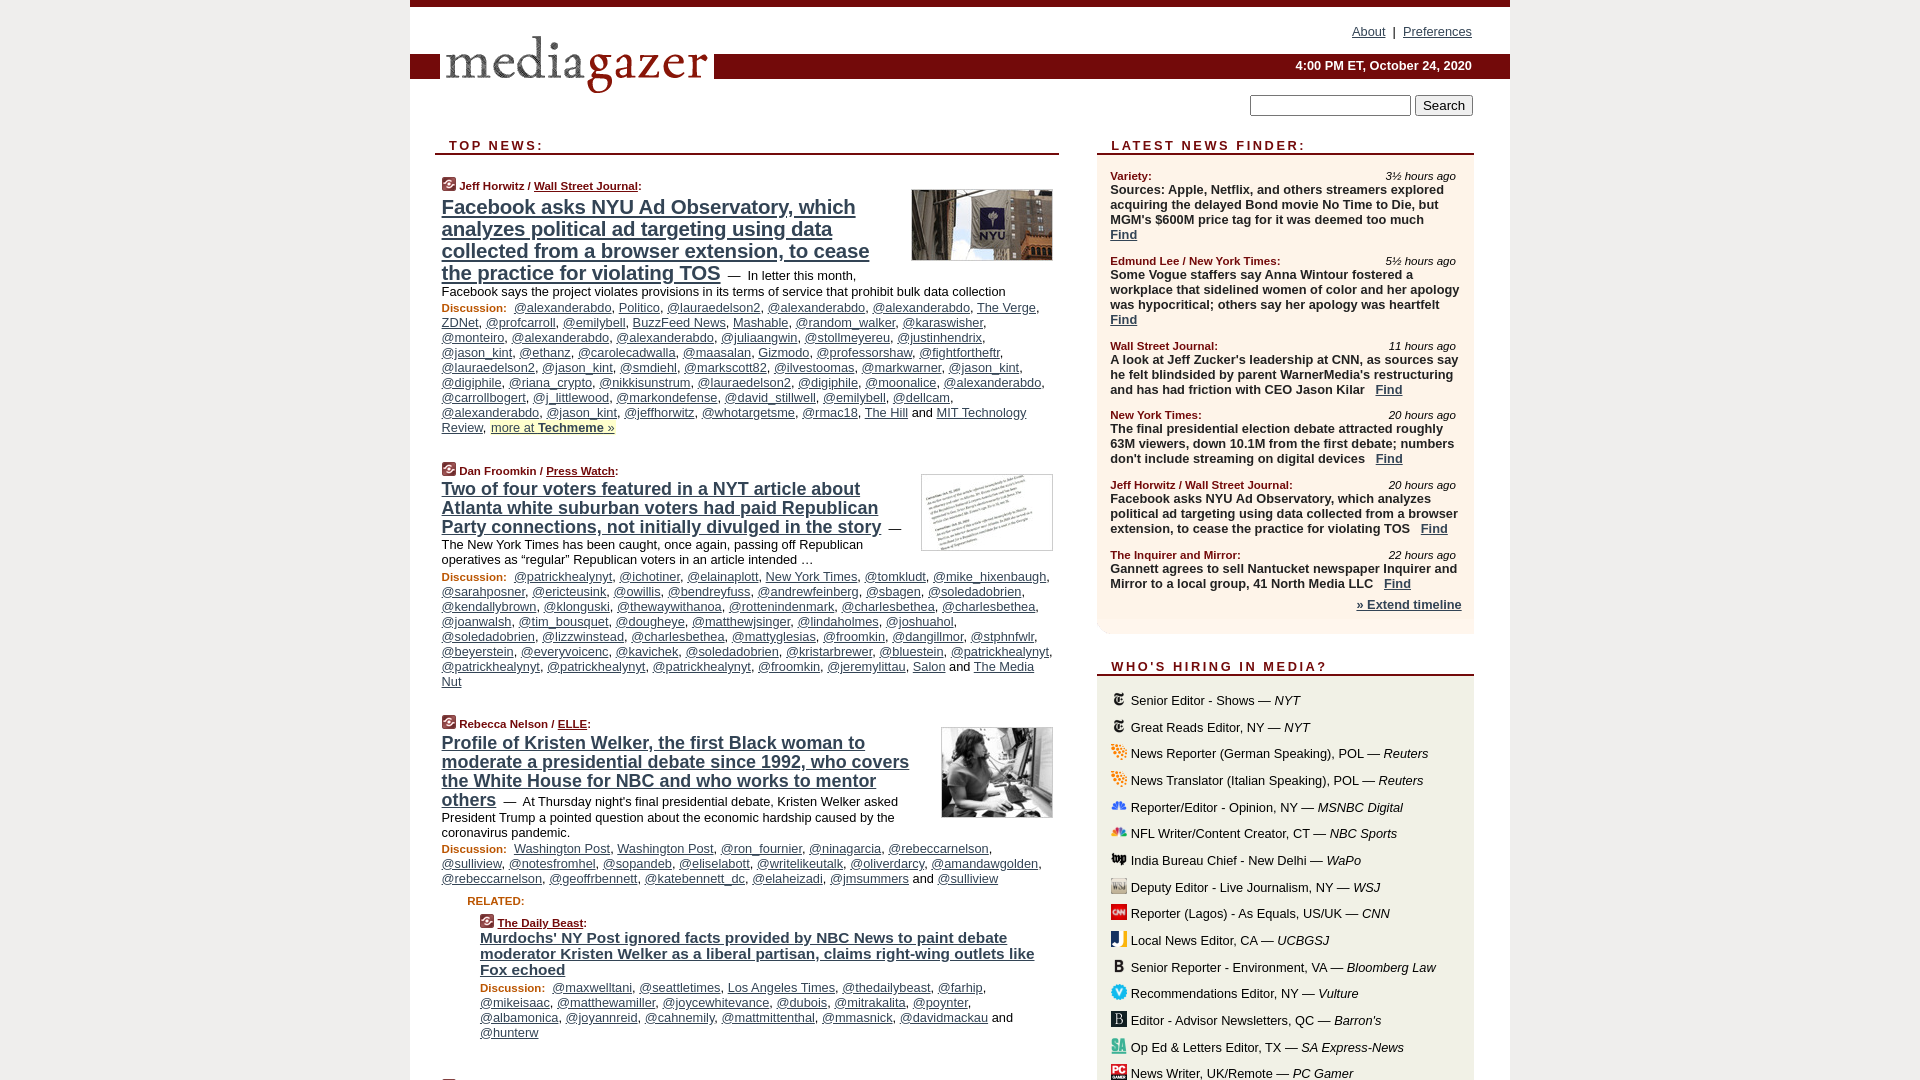 About | Preferences
mediagazer
4:00 PM ET, October 24, 2020
Search
TOP NEWS:
Jeff Horwitz / Wall Street Journal:
Facebook asks NYU Ad Observatory, which
analyzes political ad targeting using data
collected from a browser extension, to cease
the practice for violating TOS — In letter this month,
Facebook says the project violates provisions in its terms of service that prohibit bulk data collection
NYU
Discussion: @alexanderabdo, Politico, @lauraedelson2, @alexanderabdo, @alexanderabdo, The Verge,
ZDNet, @profcarroll, @emilybell, BuzzFeed News, Mashable, @random_walker, @karaswisher,
@monteiro, @alexanderabdo, @alexanderabdo, @juliaangwin, @stollmeyereu, @justinhendrix,
@jason_kint, @ethanz, @carolecadwalla, @maasalan, Gizmodo, @professorshaw, @fightfortheftr,
@lauraedelson2, @jason_kint, @smdiehl, @markscott82, @ilvestoomas, @markwarner, @jason_kint,
@digiphile, @riana_crypto, @nikkisunstrum, @lauraedelson2, @digiphile, @moonalice, @alexanderabdo,
@carrollbogert, @j_littlewood, @markondefense, @david_stillwell, @emilybell, @dellcam,
@alexanderabdo, @jason_kint, @jeffhorwitz, @whotargetsme, @rmac18, The Hill and MIT Technology
Review, more at Techmeme »
Dan Froomkin / Press Watch:
Two of four voters featured in a NYT article about
Atlanta white suburban voters had paid Republican
Party connections, not initially divulged in the story —
The New York Times has been caught, once again, passing off Republican
operatives as “regular” Republican voters in an article intended …
Discussion: @patrickhealynyt, @ichotiner, @elainaplott, New York Times, @tomkludt, @mike_hixenbaugh,
@sarahposner, @ericteusink, @owillis, @bendreyfuss, @andrewfeinberg, @sbagen, @soledadobrien,
@kendallybrown, @klonguski, @thewaywithanoa, @rottenindenmark, @charlesbethea, @charlesbethea,
@joanwalsh, @tim_bousquet, @dougheye, @matthewjsinger, @lindaholmes, @joshuahol,
@soledadobrien, @lizzwinstead, @charlesbethea, @mattyglesias, @froomkin, @dangillmor, @stphnfwlr,
@beyerstein, @everyvoicenc, @kavichek, @soledadobrien, @kristarbrewer, @bluestein, @patrickhealynyt,
@patrickhealynyt, @patrickhealynyt, @patrickhealynyt, @froomkin, @jeremylittau, Salon and The Media
Nut
Rebecca Nelson / ELLE:
Profile of Kristen Welker, the first Black woman to
moderate a presidential debate since 1992, who covers
the White House for NBC and who works to mentor
others — At Thursday night's final presidential debate, Kristen Welker asked
President Trump a pointed question about the economic hardship caused by the
coronavirus pandemic.
Discussion: Washington Post, Washington Post, @ron_fournier, @ninagarcia, @rebeccarnelson,
@sulliview, @notesfromhel, @sopandeb, @eliselabott, @writelikeutalk, @oliverdarcy, @amandawgolden,
@rebeccarnelson, @geoffrbennett, @katebennett_dc, @elaheizadi, @jmsummers and @sulliview
RELATED:
The Daily Beast:
Murdochs' NY Post ignored facts provided by NBC News to paint debate
moderator Kristen Welker as a liberal partisan, claims right-wing outlets like
Fox echoed
Discussion: @maxwelltani, @seattletimes, Los Angeles Times, @thedailybeast, @farhip,
@mikeisaac, @matthewamiller, @joycewhitevance, @dubois, @mitrakalita, @poynter,
@albamonica, @joyannreid, @cahnemily, @mattmittenthal, @mmasnick, @davidmackau and
@hunterw
LATEST NEWS FINDER:
Variety: 3½ hours ago
Sources: Apple, Netflix, and others streamers explored
acquiring the delayed Bond movie No Time to Die, but
MGM's $600M price tag for it was deemed too much
Find
Edmund Lee / New York Times: 5½ hours ago
Some Vogue staffers say Anna Wintour fostered a
workplace that sidelined women of color and her apology
was hypocritical; others say her apology was heartfelt
Find
Wall Street Journal: 11 hours ago
A look at Jeff Zucker's leadership at CNN, as sources say
he felt blindsided by parent WarnerMedia's restructuring
and has had friction with CEO Jason Kilar Find
New York Times: 20 hours ago
The final presidential election debate attracted roughly
63M viewers, down 10.1M from the first debate; numbers
don't include streaming on digital devices Find
Jeff Horwitz / Wall Street Journal: 20 hours ago
Facebook asks NYU Ad Observatory, which analyzes
political ad targeting using data collected from a browser
extension, to cease the practice for violating TOS Find
The Inquirer and Mirror: 22 hours ago
Gannett agrees to sell Nantucket newspaper Inquirer and
Mirror to a local group, 41 North Media LLC Find
» Extend timeline
WHO'S HIRING IN MEDIA?
Senior Editor - Shows — NYT
Great Reads Editor, NY — NYT
News Reporter (German Speaking), POL — Reuters
News Translator (Italian Speaking), POL — Reuters
Reporter/Editor - Opinion, NY — MSNBC Digital
NFL Writer/Content Creator, CT — NBC Sports
India Bureau Chief - New Delhi — WaPo
Deputy Editor - Live Journalism, NY — WSJ
Reporter (Lagos) - As Equals, US/UK — CNN
Local News Editor, CA — UCBGSJ
Senior Reporter - Environment, VA — Bloomberg Law
Recommendations Editor, NY — Vulture
Editor - Advisor Newsletters, QC — Barron's
Op Ed & Letters Editor, TX — SA Express-News
News Writer, UK/Remote — PC Gamer